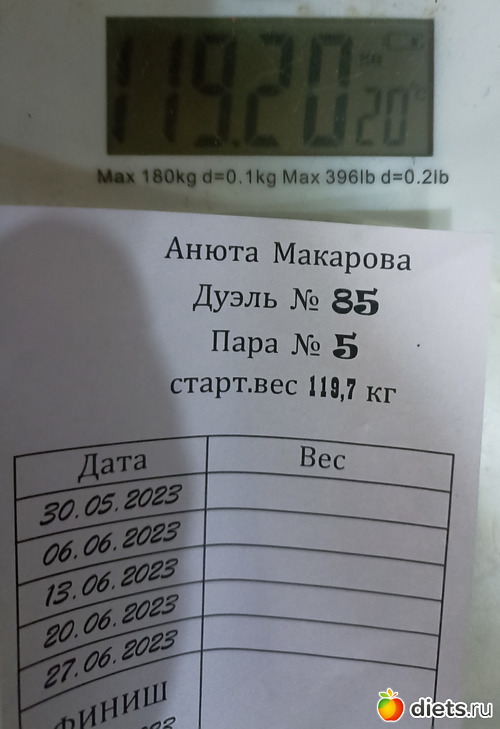 119.20
20°c
Max 180kg d=0.1kg Max 396lb d=0.2lb
Анюта Макарова
Дуэль № 85
Пара № 5
старт.вес 119,7 кг
Дата Вес
30.05.2023
06.06.2023
13.06.2023
20.06.2023
27.06.2023
ФИНИШ
diets.ru